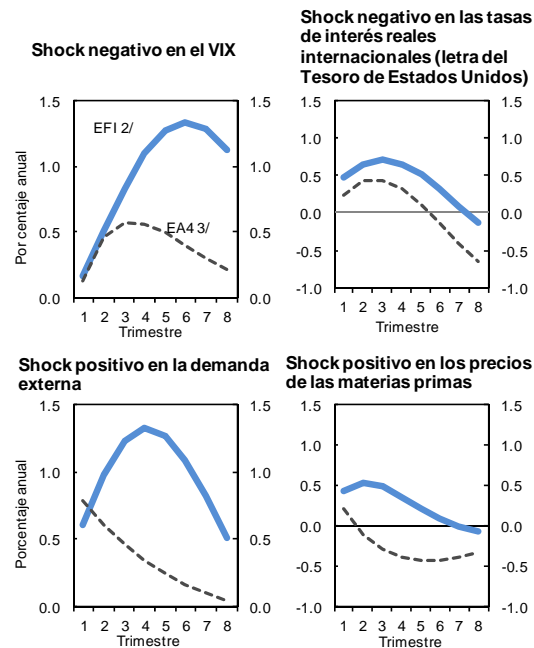 Shock negativo en el VIX
1.5 1.5
EFI 2/
1.0 1.0
EA4 3/
0.5 0.5
0.0 0.0
Por centaje anual
1 2 3 4 5 6 7 8
Trimestre
Shock negativo en las tasas
de interés reales
internacionales (letra del
Tesoro de Estados Unidos)
1.5 1.5
1.0 1.0
0.5 0.5
0.0 0.0
-0.5 -0.5
-1.0 -1.0
1 2 3 4 5 6 7 8
Trimestre
Shock positivo en la demanda
externa
1.5 1.5
1.0 1.0
0.5 0.5
0.0 0.0
Porcentaje anual
1 2 3 4 5 6 7 8
Trimestre
Shock positivo en los precios
de las materias primas
1.5 1.5
1.0 1.0
0.5 0.5
0.0 0.0
-0.5 -0.5
-1.0 -1.0
1 2 3 4 5 6 7 8
Trimestre